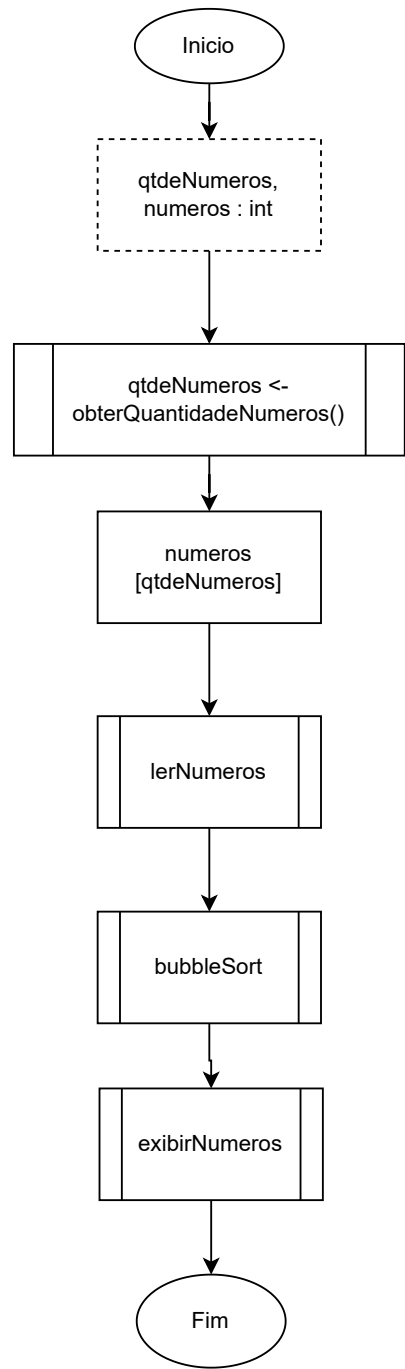 Inicio
qtdeNumeros,
numeros : int
qtdeNumeros <-
obterQuantidadeNumeros()
numeros
[qtdeNumeros]
lerNumeros
bubbleSort
exibirNumeros
Fim